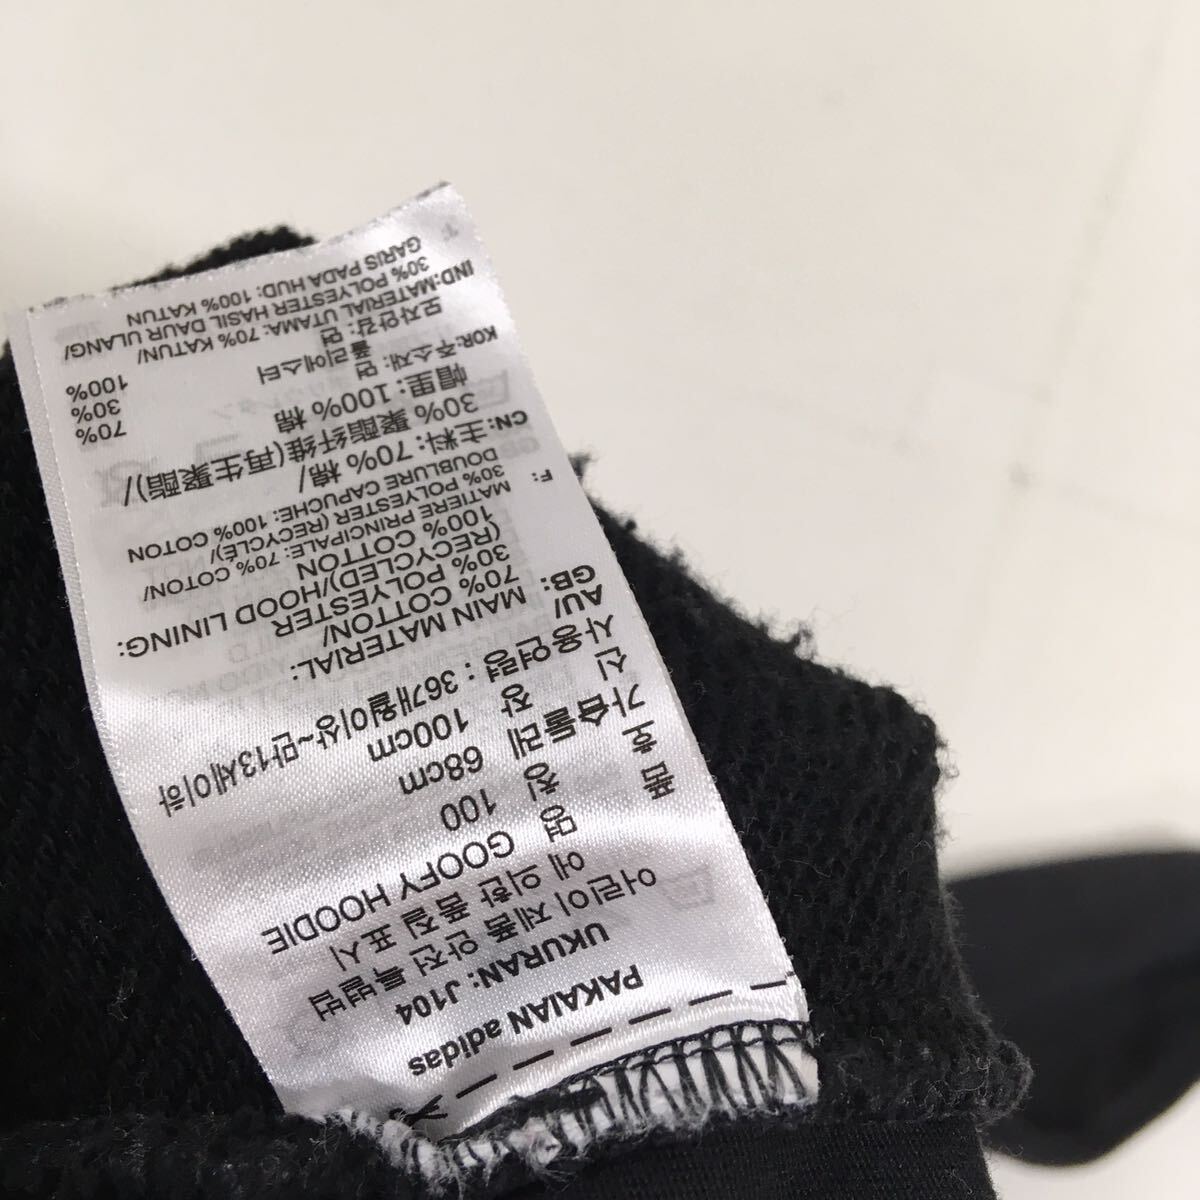 PAKAIAN adidas
UKURAN: J104
어린이제품 안전 특별법
에 의한 품질 표시
명 칭 GOOFY HOODIE
호 칭 100
가슴둘레 68cm
신 장 100cm
사용연령 : 36개월이상~만13세이하
AU/
GB: MAIN MATERIAL:
70% COTTON/
30% POLYESTER
(RECYCLED)/HOOD LINING:
100% COTTON
F: MATIERE PRINCIPALE: 70% COTON/
30% POLYESTER (RECYCLÉ)/
DOUBLURE CAPUCHE: 100% COTON
CN: 主料: 70% 棉/
30% 聚酯纤维(再生聚酯)/
帽里: 100% 棉
KOR: 주소재: 면 70%
폴리에스터 30%
모자안감: 면 100%
IND: MATERIAL UTAMA: 70% KATUN/
30% POLYESTER HASIL DAUR ULANG/
GARIS PADA HUD: 100% KATUN